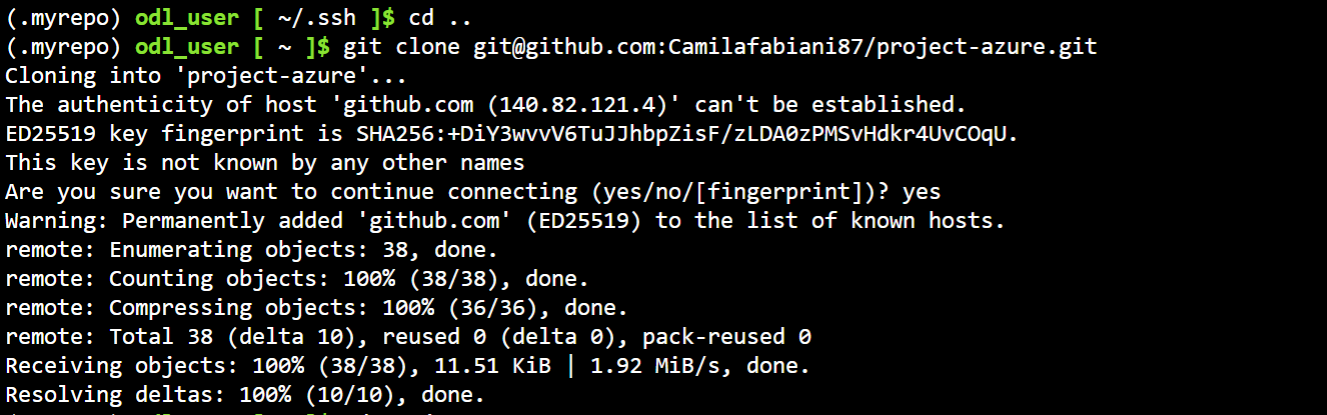 (.myrepo) odl_user [ ~/.ssh ]$ cd ..
(.myrepo) odl_user [ ~ ]$ git clone git@github.com:Camilafabiani87/project-azure.git
Cloning into 'project-azure'...
The authenticity of host 'github.com (140.82.121.4)' can't be established.
ED25519 key fingerprint is SHA256:+DiY3wvvV6TuJJhbpZisF/zLDA0zPMSvHdkr4UvCOqU.
This key is not known by any other names
Are you sure you want to continue connecting (yes/no/[fingerprint])? yes
Warning: Permanently added 'github.com' (ED25519) to the list of known hosts.
remote: Enumerating objects: 38, done.
remote: Counting objects: 100% (38/38), done.
remote: Compressing objects: 100% (36/36), done.
remote: Total 38 (delta 10), reused 0 (delta 0), pack-reused 0
Receiving objects: 100% (38/38), 11.51 KiB | 1.92 MiB/s, done.
Resolving deltas: 100% (10/10), done.